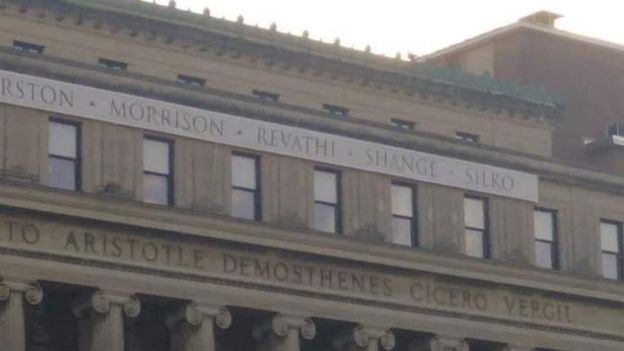 RSTON · MORRISON · REVATHI · SHANGE · SILKO
TO ARISTOTLE DEMOSTHENES CICERO VERGIL